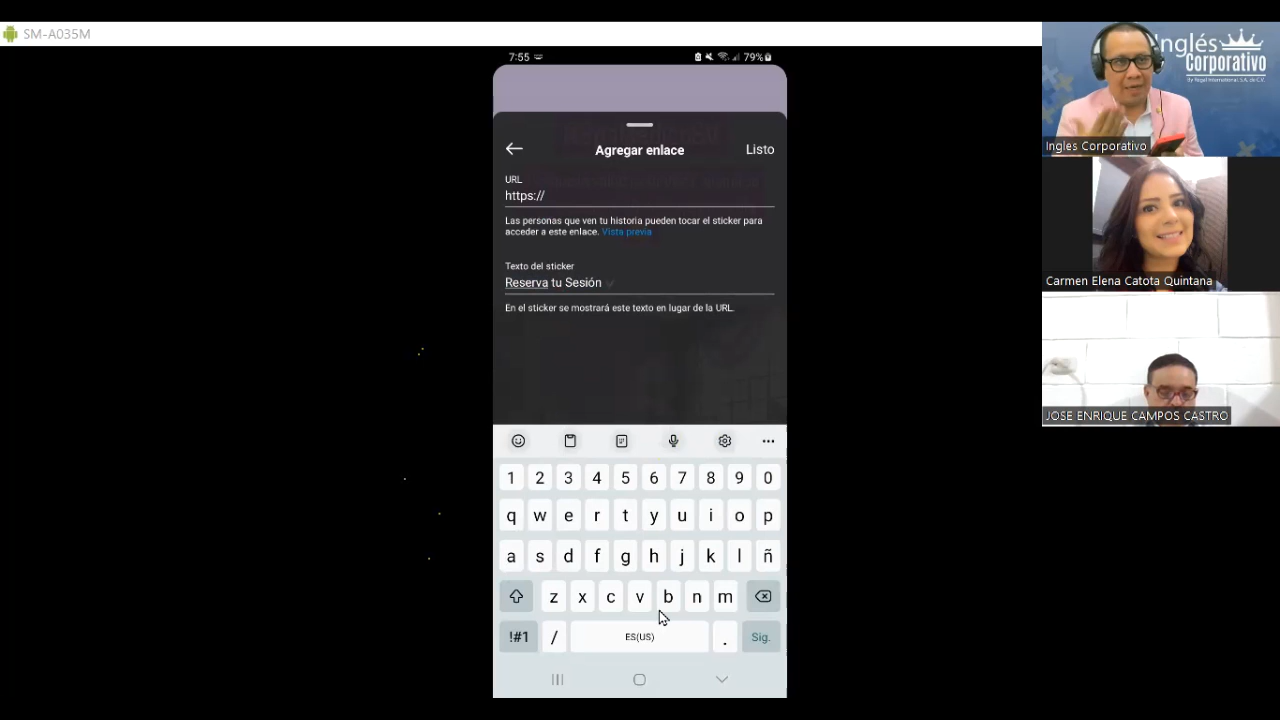 SM-A035M
7:55
79%
Agregar enlace
Listo
URL
https://
Las personas que ven tu historia pueden tocar el sticker para
acceder a este enlace. Vista previa
Texto del sticker
Reserva tu Sesión
En el sticker se mostrará este texto en lugar de la URL.
1 2 3 4 5 6 7 8 9 0
q w e r t y u i o p
a s d f g h j k l ñ
z x c v b n m
!#1 / ES(US) . Sig.
Inglés
Corporativo
Ingles Corporativo
Carmen Elena Catota Quintana
JOSE ENRIQUE CAMPOS CASTRO